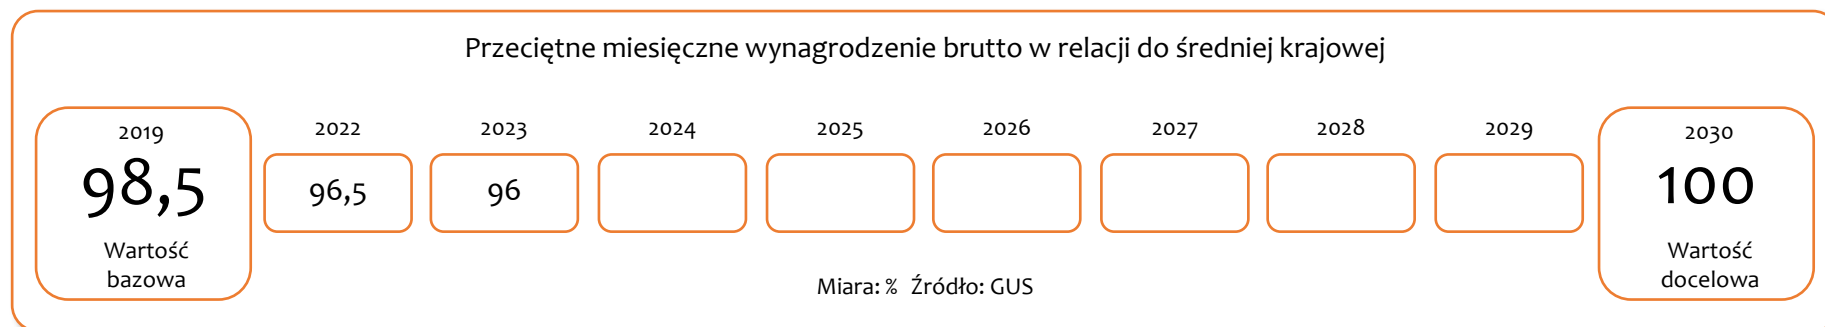 Przeciętne miesięczne wynagrodzenie brutto w relacji do średniej krajowej
2019 2022 2023 2024 2025 2026 2027 2028 2029 2030
98,5 96,5 96 100
Wartość bazowa
Wartość docelowa
Miara: % Źródło: GUS